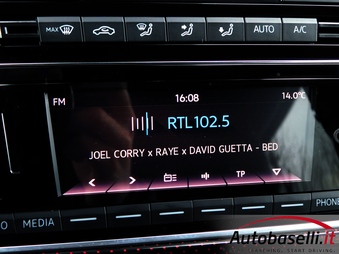 MAX
AUTO
A/C
FM
16:08
14.0°C
RTL102.5
JOEL CORRY x RAYE x DAVID GUETTA - BED
TP
MEDIA
PHONE
Autobaselli.it